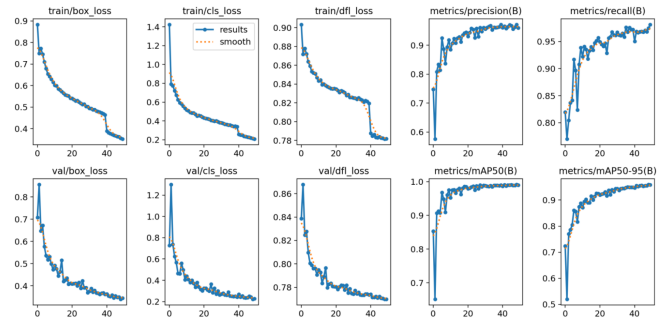 train/box_loss
train/cls_loss
train/dfl_loss
metrics/precision(B)
metrics/recall(B)
results
smooth
0.8
0.7
0.6
0.5
0.4
0 20 40
1.4
1.2
1.0
0.8
0.6
0.4
0.2
0 20 40
0.90
0.88
0.86
0.84
0.82
0.80
0.78
0 20 40
0.9
0.8
0.7
0.6
0 20 40
0.95
0.90
0.85
0.80
0 20 40
val/box_loss
val/cls_loss
val/dfl_loss
metrics/mAP50(B)
metrics/mAP50-95(B)
0.8
0.7
0.6
0.5
0.4
0 20 40
1.2
1.0
0.8
0.6
0.4
0.2
0 20 40
0.86
0.84
0.82
0.80
0.78
0 20 40
1.0
0.9
0.8
0.7
0 20 40
0.9
0.8
0.7
0.6
0.5
0 20 40